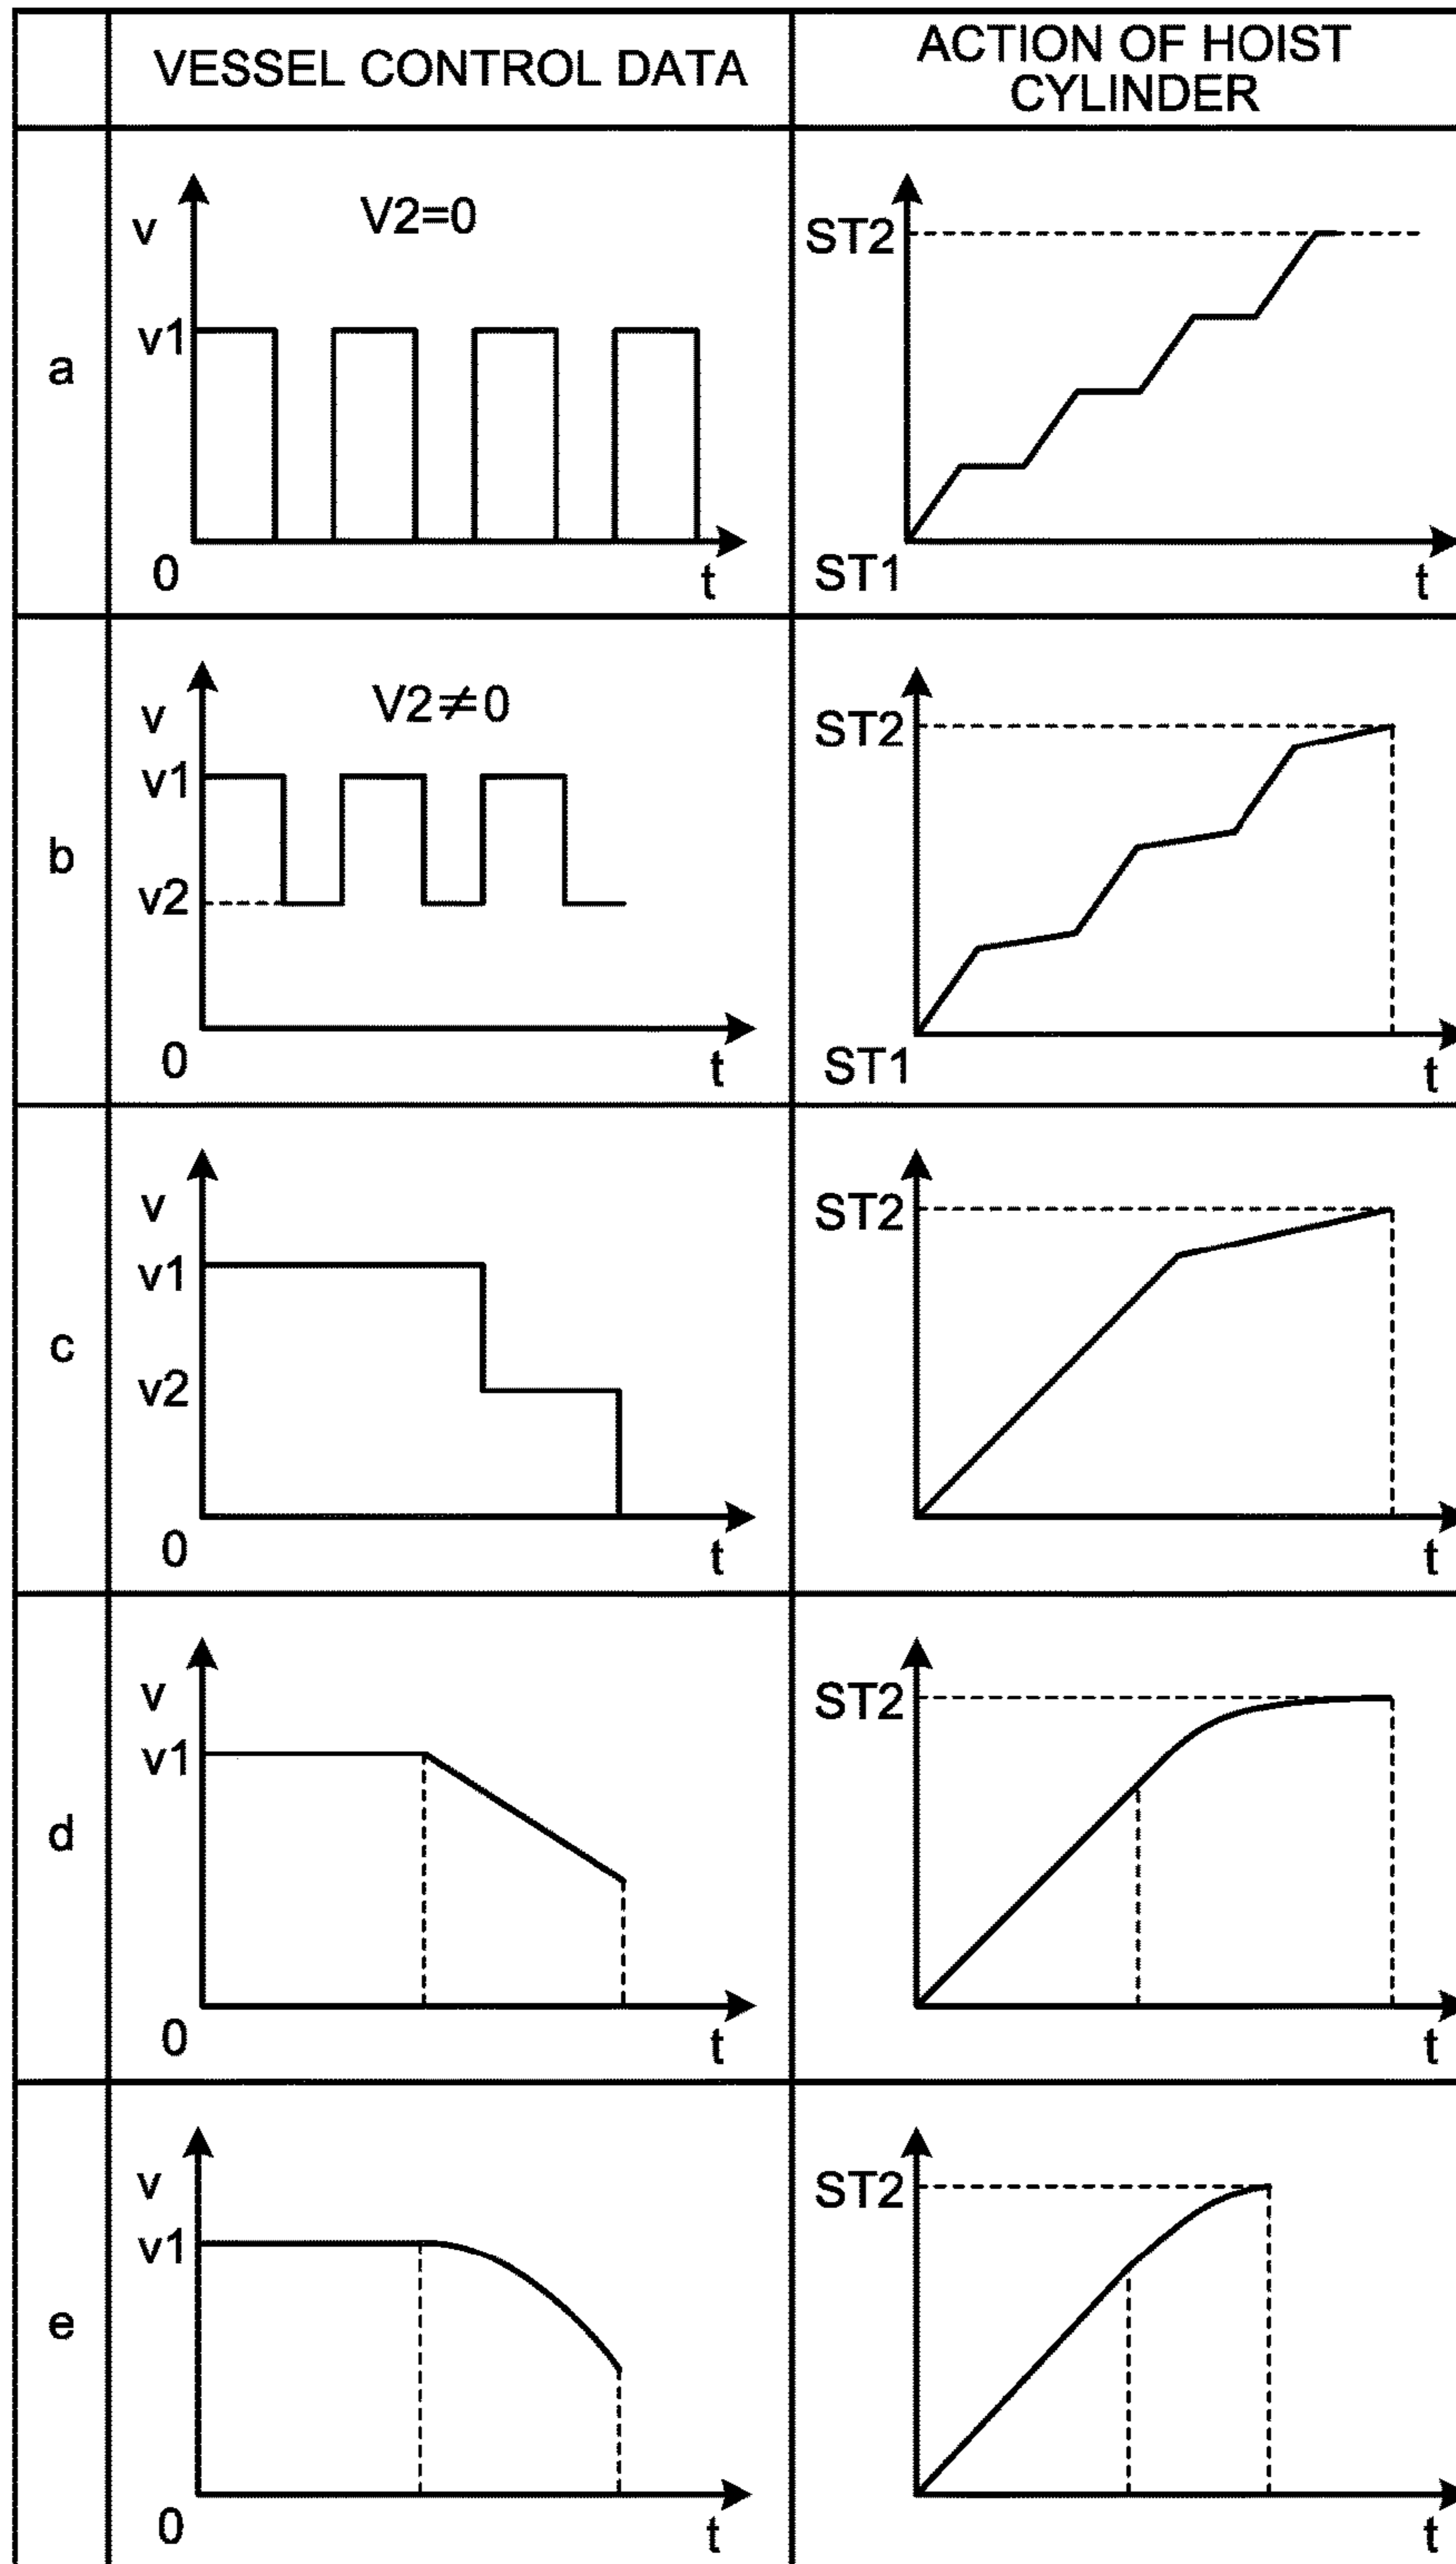 VESSEL CONTROL DATA
ACTION OF HOIST
CYLINDER
a
v
V2=0
v1
0
t
ST2
ST1
t
b
v
V2≠0
v1
v2
0
t
ST2
ST1
t
c
v
v1
v2
0
t
ST2
t
d
v
v1
0
t
ST2
t
e
v
v1
0
t
ST2
t